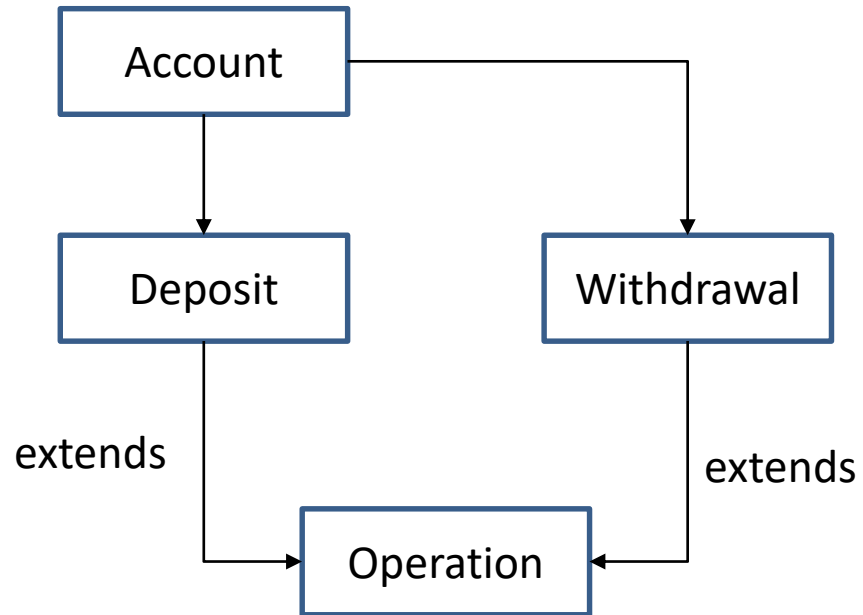 Account
Deposit
Withdrawal
extends
extends
Operation